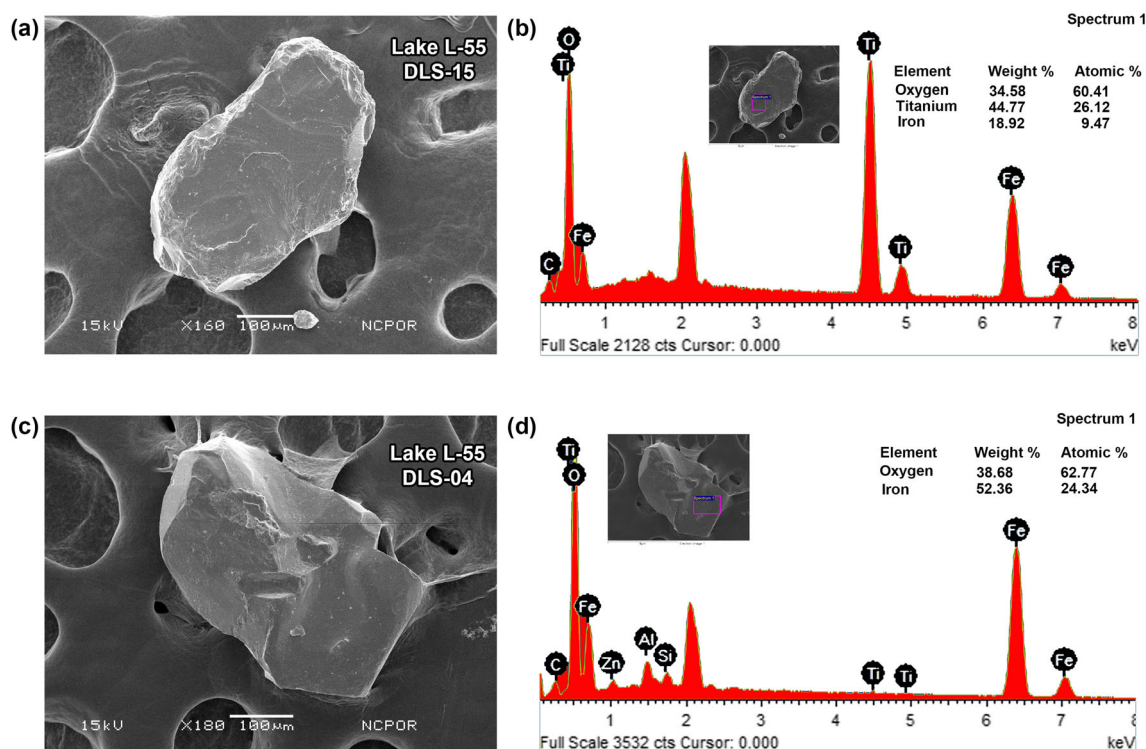 (a)
Lake L-55
DLS-15
15kV X160 100µm NCPOR
(b)
Spectrum 1
Element Weight % Atomic %
Oxygen 34.58 60.41
Titanium 44.77 26.12
Iron 18.92 9.47
Spectrum 1
O
Ti
C
Fe
Ti
Ti
Fe
Fe
1 2 3 4 5 6 7 8
Full Scale 2128 cts Cursor: 0.000 keV
(c)
Lake L-55
DLS-04
15kV X180 100µm NCPOR
(d)
Spectrum 1
Element Weight % Atomic %
Oxygen 38.68 62.77
Iron 52.36 24.34
Spectrum 1
Ti
O
C
Fe
Zn
Al
Si
Ti
Ti
Fe
Fe
1 2 3 4 5 6 7 8
Full Scale 3532 cts Cursor: 0.000 keV